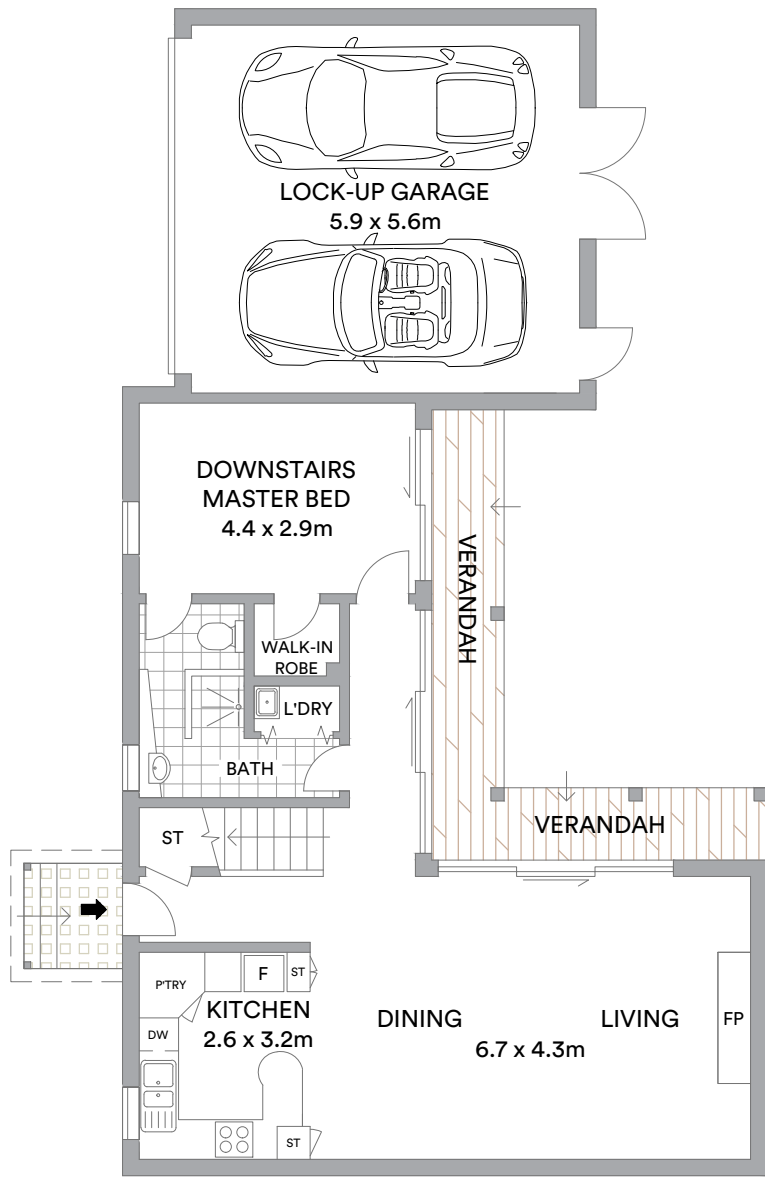 LOCK-UP GARAGE
5.9 x 5.6m
DOWNSTAIRS
MASTER BED
4.4 x 2.9m
VERANDAH
WALK-IN
ROBE
L'DRY
BATH
VERANDAH
ST
P'TRY
F
ST
KITCHEN
2.6 x 3.2m
DW
DINING
LIVING
6.7 x 4.3m
FP
ST